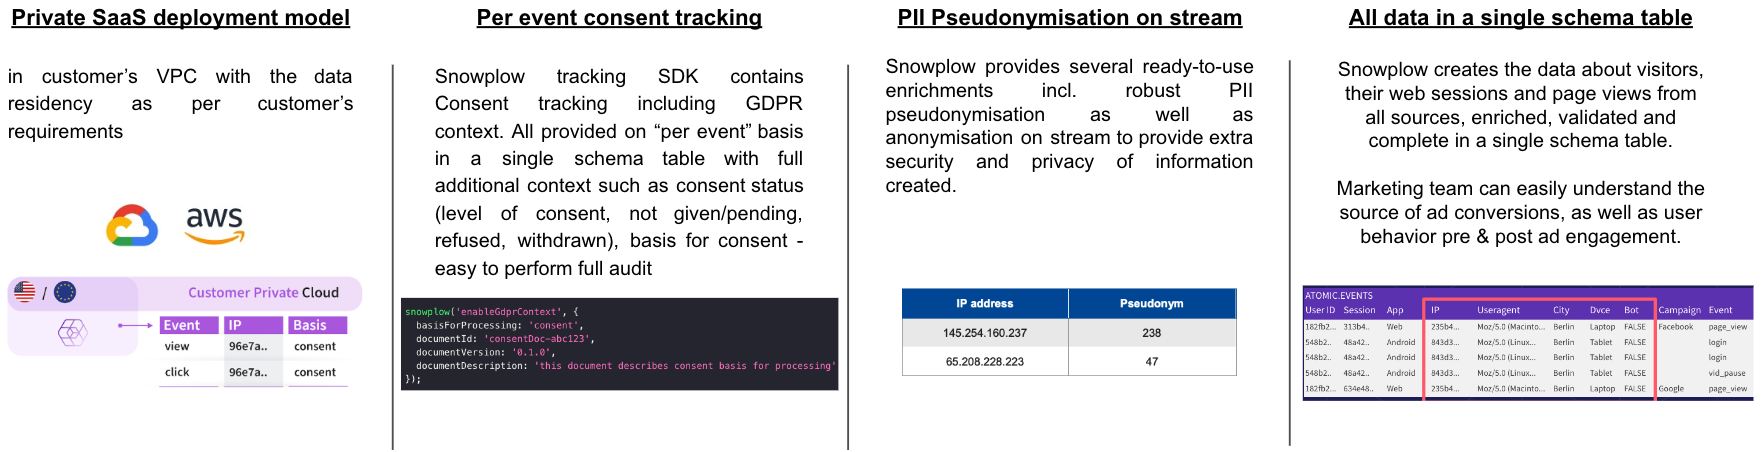 Private SaaS deployment model
in customer’s VPC with the data
residency as per customer’s
requirements
aws
/
Customer Private Cloud
Event IP Basis
view 96e7a.. consent
click 96e7a.. consent
Per event consent tracking
Snowplow tracking SDK contains
Consent tracking including GDPR
context. All provided on “per event” basis
in a single schema table with full
additional context such as consent status
(level of consent, not given/pending,
refused, withdrawn), basis for consent -
easy to perform full audit
snowplow('enableGdprContext', {
basisForProcessing: 'consent',
documentId: 'consentDoc-abc123',
documentVersion: '0.1.0',
documentDescription: 'this document describes consent basis for processing'
});
PII Pseudonymisation on stream
Snowplow provides several ready-to-use
enrichments incl. robust PII
pseudonymisation as well as
anonymisation on stream to provide extra
security and privacy of information
created.
IP address Pseudonym
145.254.160.237 238
65.208.228.223 47
All data in a single schema table
Snowplow creates the data about visitors,
their web sessions and page views from
all sources, enriched, validated and
complete in a single schema table.
Marketing team can easily understand the
source of ad conversions, as well as user
behavior pre & post ad engagement.
ATOMIC.EVENTS
User ID Session App IP Useragent City Dvce Bot Campaign Event
182fb2... 313b4.. Web 235b4... Moz/5.0 (Macinto... Berlin Laptop FALSE Facebook page_view
548b2.. 48a42.. Android 843d3... Moz/5.0 (Linux... Berlin Tablet FALSE login
548b2.. 48a42.. Android 843d3... Moz/5.0 (Linux... Berlin Tablet FALSE login
548b2.. 48a42.. Android 843d3... Moz/5.0 (Linux... Berlin Tablet FALSE vid_pause
182fb2... 634e48.. Web 235b4... Moz/5.0 (Macinto... Berlin Laptop FALSE Google page_view